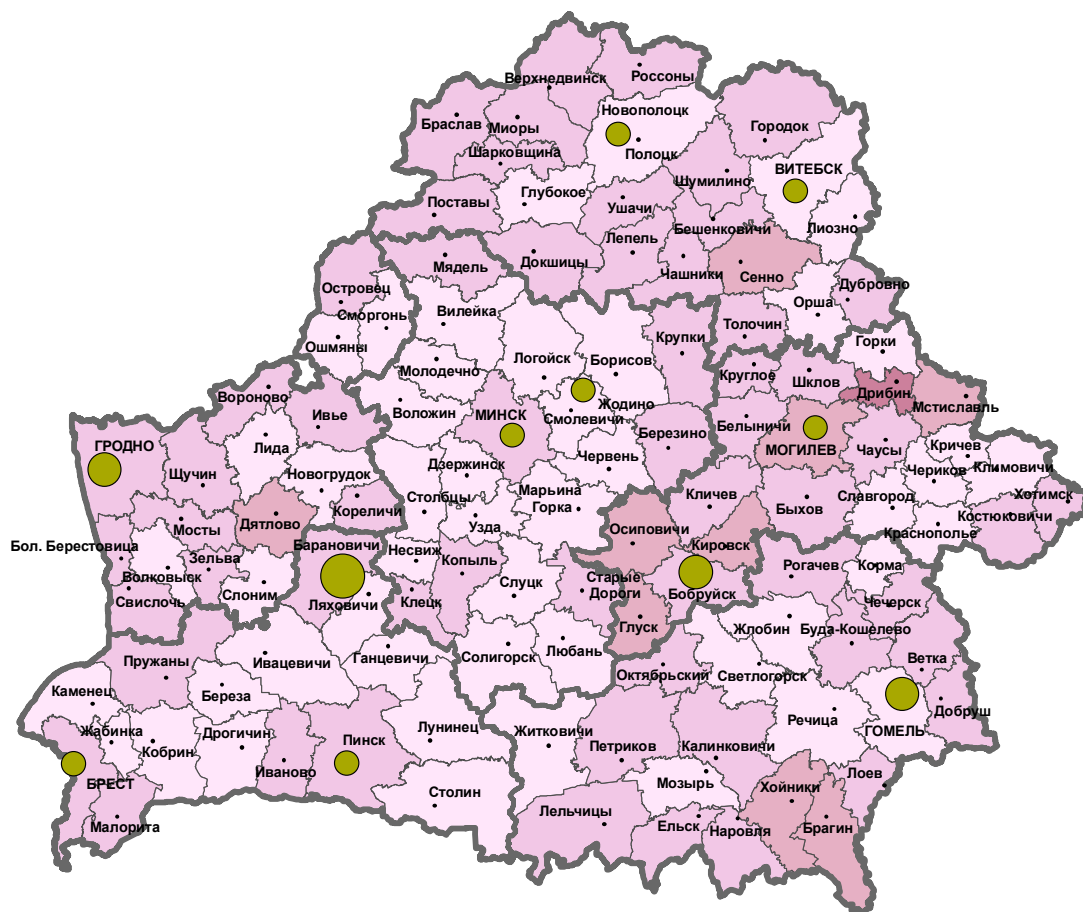 Верхнедвинск
Россоны
Браслав
Миоры
Новополоцк
Городок
Шарковщина
Полоцк
Шумилино
ВИТЕБСК
Глубокое
Поставы
Ушачи
Бешенковичи
Лиозно
Лепель
Мядель
Докшицы
Чашники
Сенно
Островец
Дубровно
Сморгонь
Вилейка
Орша
Ошмяны
Толочин
Крупки
Логойск
Борисов
Горки
Молодечно
Круглое
Шклов
Вороново
Дрибин
Мстиславль
Ивье
Воложин
МИНСК
Жодино
Смолевичи
Белыничи
ГРОДНО
Лида
Березино
МОГИЛЕВ
Чаусы
Кричев
Щучин
Новогрудок
Дзержинск
Червень
Чериков
Климовичи
Столбцы
Марьина
Горка
Кличев
Славгород
Хотимск
Кореличи
Быхов
Костюковичи
Мосты
Дятлово
Узда
Осиповичи
Краснополье
Бол. Берестовица
Барановичи
Несвиж
Кировск
Зельва
Копыль
Корма
Волковыск
Слуцк
Старые
Дороги
Рогачев
Свислочь
Слоним
Ляховичи
Клецк
Бобруйск
Чечерск
Глуск
Жлобин
Буда-Кошелево
Пружаны
Ивацевичи
Ганцевичи
Солигорск
Любань
Ветка
Октябрьский
Светлогорск
Каменец
Береза
Добруш
Жабинка
Дрогичин
Лунинец
Житковичи
Речица
ГОМЕЛЬ
Кобрин
Пинск
Петриков
Калинковичи
БРЕСТ
Иваново
Мозырь
Хойники
Лоев
Столин
Лельчицы
Малорита
Ельск
Наровля
Брагин